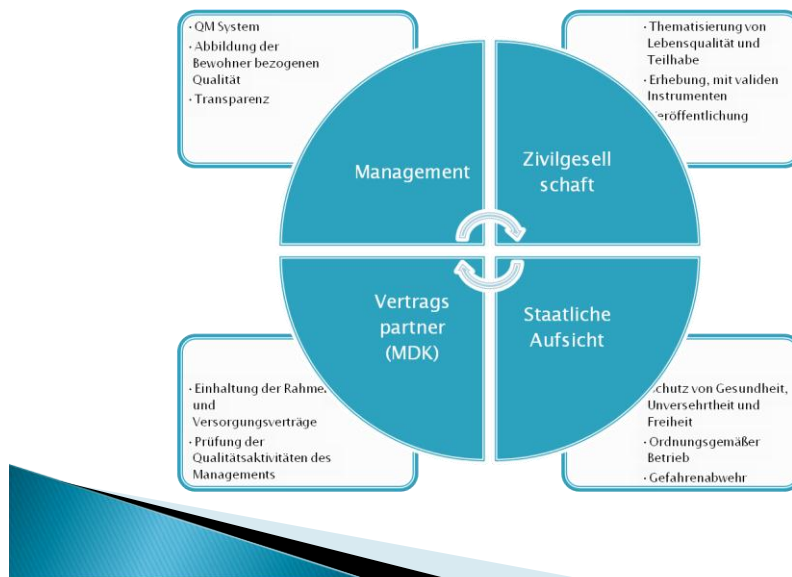 · QM System
· Abbildung der
Bewohner bezogenen
Qualität
· Transparenz
· Thematisierung von
Lebensqualität und
Teilhabe
· Erhebung, mit validen
Instrumenten
eröffentlichung
Management
Zivilgesell
schaft
Vertrags
partner
(MDK)
Staatliche
Aufsicht
· Einhaltung der Rahme
und
Versorgungsverträge
· Prüfung der
Qualitätsaktivitäten des
Managements
chutz von Gesundheit,
Unversehrtheit und
Freiheit
· Ordnungsgemäßer
Betrieb
· Gefahrenabwehr